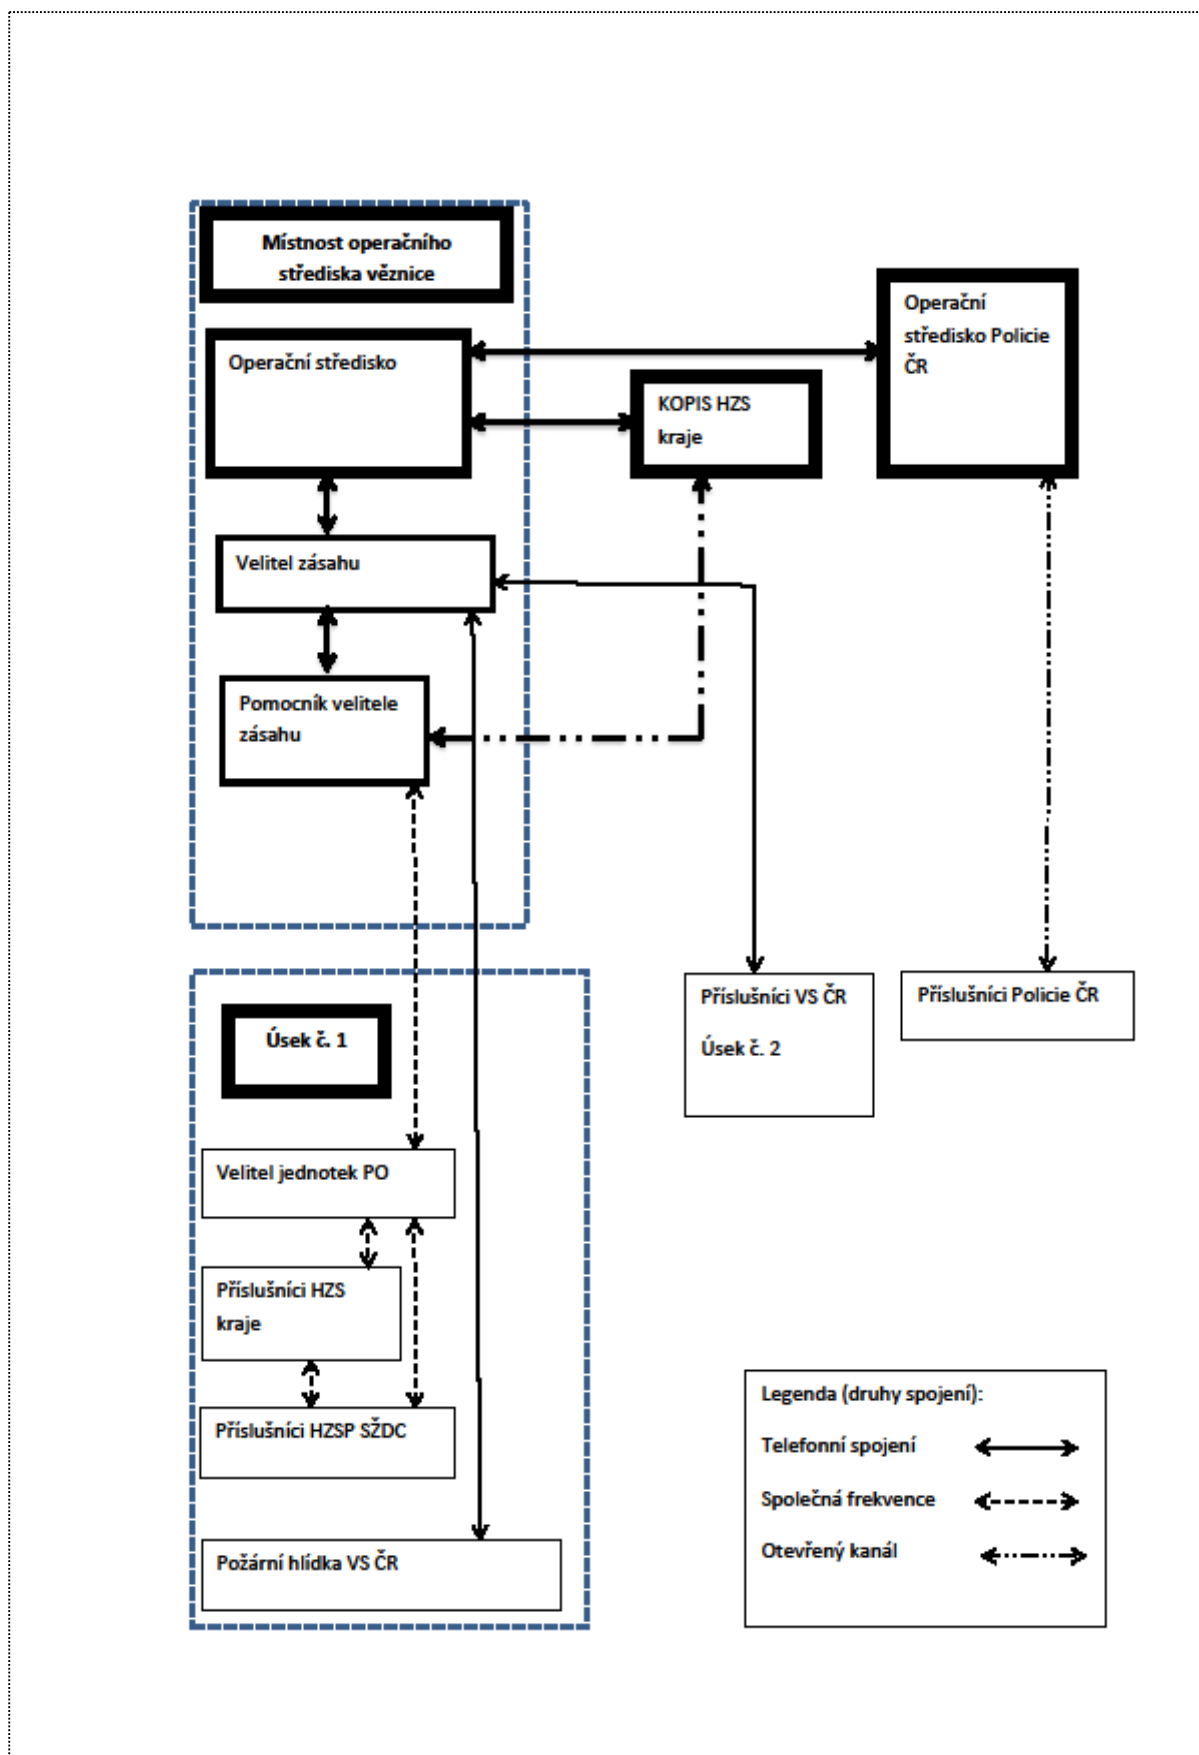 Místnost operačního
střediska věznice
Operační středisko
Operační
středisko Policie
ČR
KOPIS HZS
kraje
Velitel zásahu
Pomocník velitele
zásahu
Příslušníci VS ČR
Úsek č. 2
Příslušníci Policie ČR
Úsek č. 1
Velitel jednotek PO
Příslušníci HZS
kraje
Příslušníci HZSP SŽDC
Požární hlídka VS ČR
Legenda (druhy spojení):
Telefonní spojení
Společná frekvence
Otevřený kanál